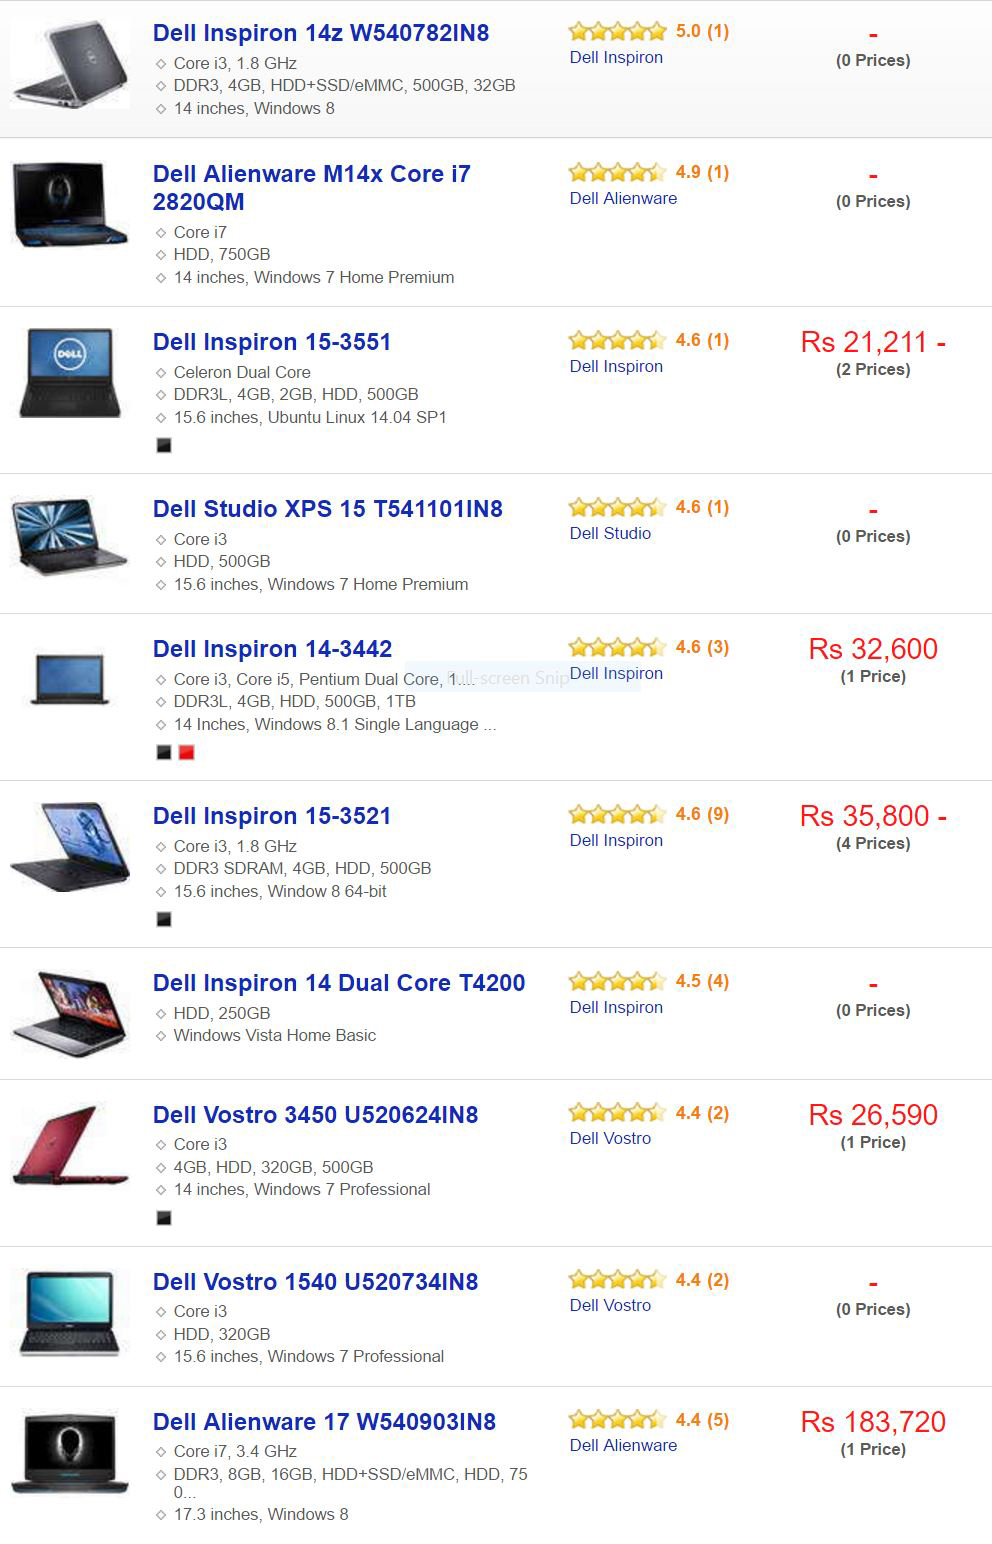 Dell Inspiron 14z W540782IN8
5.0 (1)
Dell Inspiron
-
(0 Prices)
Core i3, 1.8 GHz
DDR3, 4GB, HDD+SSD/eMMC, 500GB, 32GB
14 inches, Windows 8
Dell Alienware M14x Core i7
2820QM
4.9 (1)
Dell Alienware
-
(0 Prices)
Core i7
HDD, 750GB
14 inches, Windows 7 Home Premium
DELL
Dell Inspiron 15-3551
4.6 (1)
Dell Inspiron
Rs 21,211 -
(2 Prices)
Celeron Dual Core
DDR3L, 4GB, 2GB, HDD, 500GB
15.6 inches, Ubuntu Linux 14.04 SP1
Dell Studio XPS 15 T541101IN8
4.6 (1)
Dell Studio
-
(0 Prices)
Core i3
HDD, 500GB
15.6 inches, Windows 7 Home Premium
Dell Inspiron 14-3442
4.6 (3)
Dell Inspiron
Rs 32,600
(1 Price)
Core i3, Core i5, Pentium Dual Core, 1....
Full-screen Snip
DDR3L, 4GB, HDD, 500GB, 1TB
14 Inches, Windows 8.1 Single Language ...
Dell Inspiron 15-3521
4.6 (9)
Dell Inspiron
Rs 35,800 -
(4 Prices)
Core i3, 1.8 GHz
DDR3 SDRAM, 4GB, HDD, 500GB
15.6 inches, Window 8 64-bit
Dell Inspiron 14 Dual Core T4200
4.5 (4)
Dell Inspiron
-
(0 Prices)
HDD, 250GB
Windows Vista Home Basic
Dell Vostro 3450 U520624IN8
4.4 (2)
Dell Vostro
Rs 26,590
(1 Price)
Core i3
4GB, HDD, 320GB, 500GB
14 inches, Windows 7 Professional
Dell Vostro 1540 U520734IN8
4.4 (2)
Dell Vostro
-
(0 Prices)
Core i3
HDD, 320GB
15.6 inches, Windows 7 Professional
Dell Alienware 17 W540903IN8
4.4 (5)
Dell Alienware
Rs 183,720
(1 Price)
Core i7, 3.4 GHz
DDR3, 8GB, 16GB, HDD+SSD/eMMC, HDD, 75
0...
17.3 inches, Windows 8